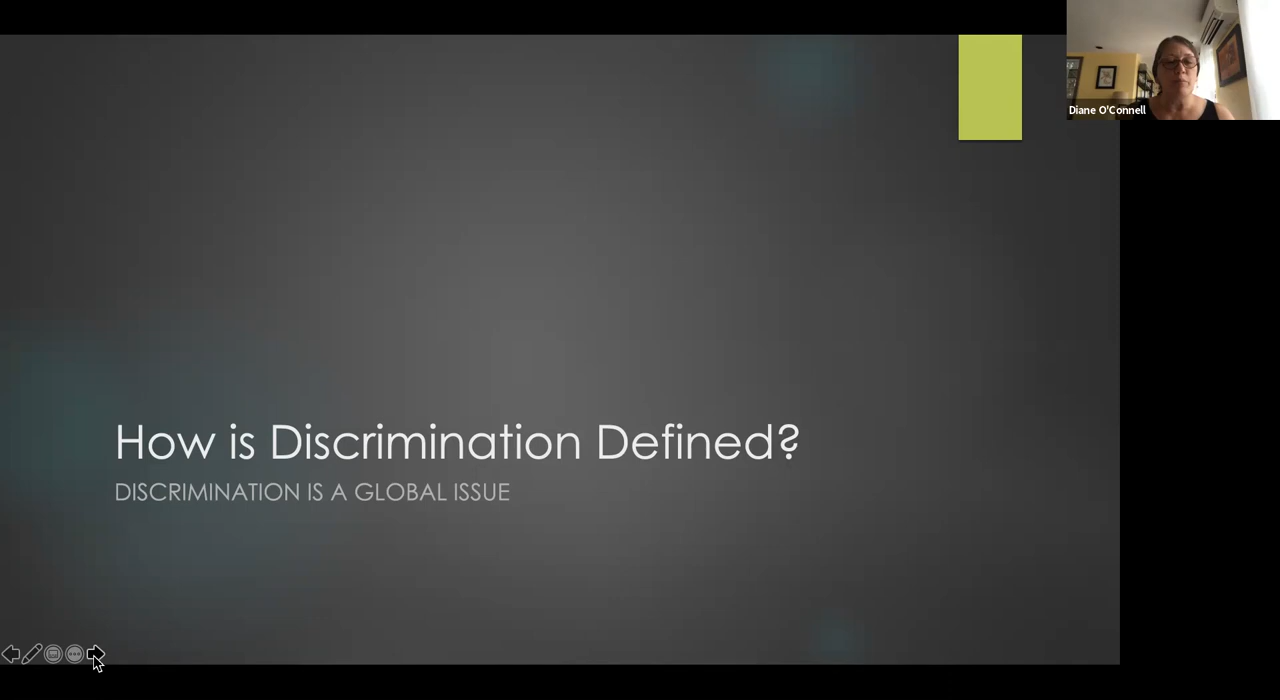 Diane O'Connell
How is Discrimination Defined?
DISCRIMINATION IS A GLOBAL ISSUE